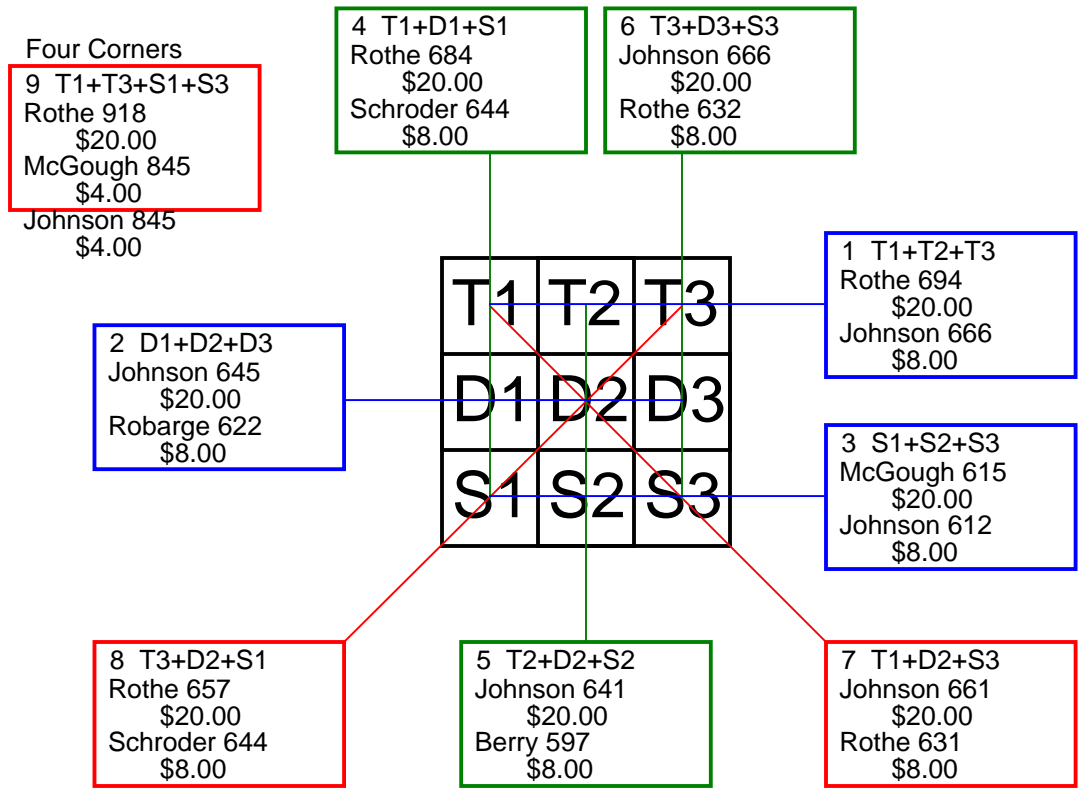 Four Corners
9 T1+T3+S1+S3
Rothe 918
$20.00
McGough 845
$4.00
Johnson 845
$4.00
4 T1+D1+S1
Rothe 684
$20.00
Schroder 644
$8.00
6 T3+D3+S3
Johnson 666
$20.00
Rothe 632
$8.00
1 T1+T2+T3
Rothe 694
$20.00
Johnson 666
$8.00
2 D1+D2+D3
Johnson 645
$20.00
Robarge 622
$8.00
T1 T2 T3
D1 D2 D3
S1 S2 S3
3 S1+S2+S3
McGough 615
$20.00
Johnson 612
$8.00
8 T3+D2+S1
Rothe 657
$20.00
Schroder 644
$8.00
5 T2+D2+S2
Johnson 641
$20.00
Berry 597
$8.00
7 T1+D2+S3
Johnson 661
$20.00
Rothe 631
$8.00